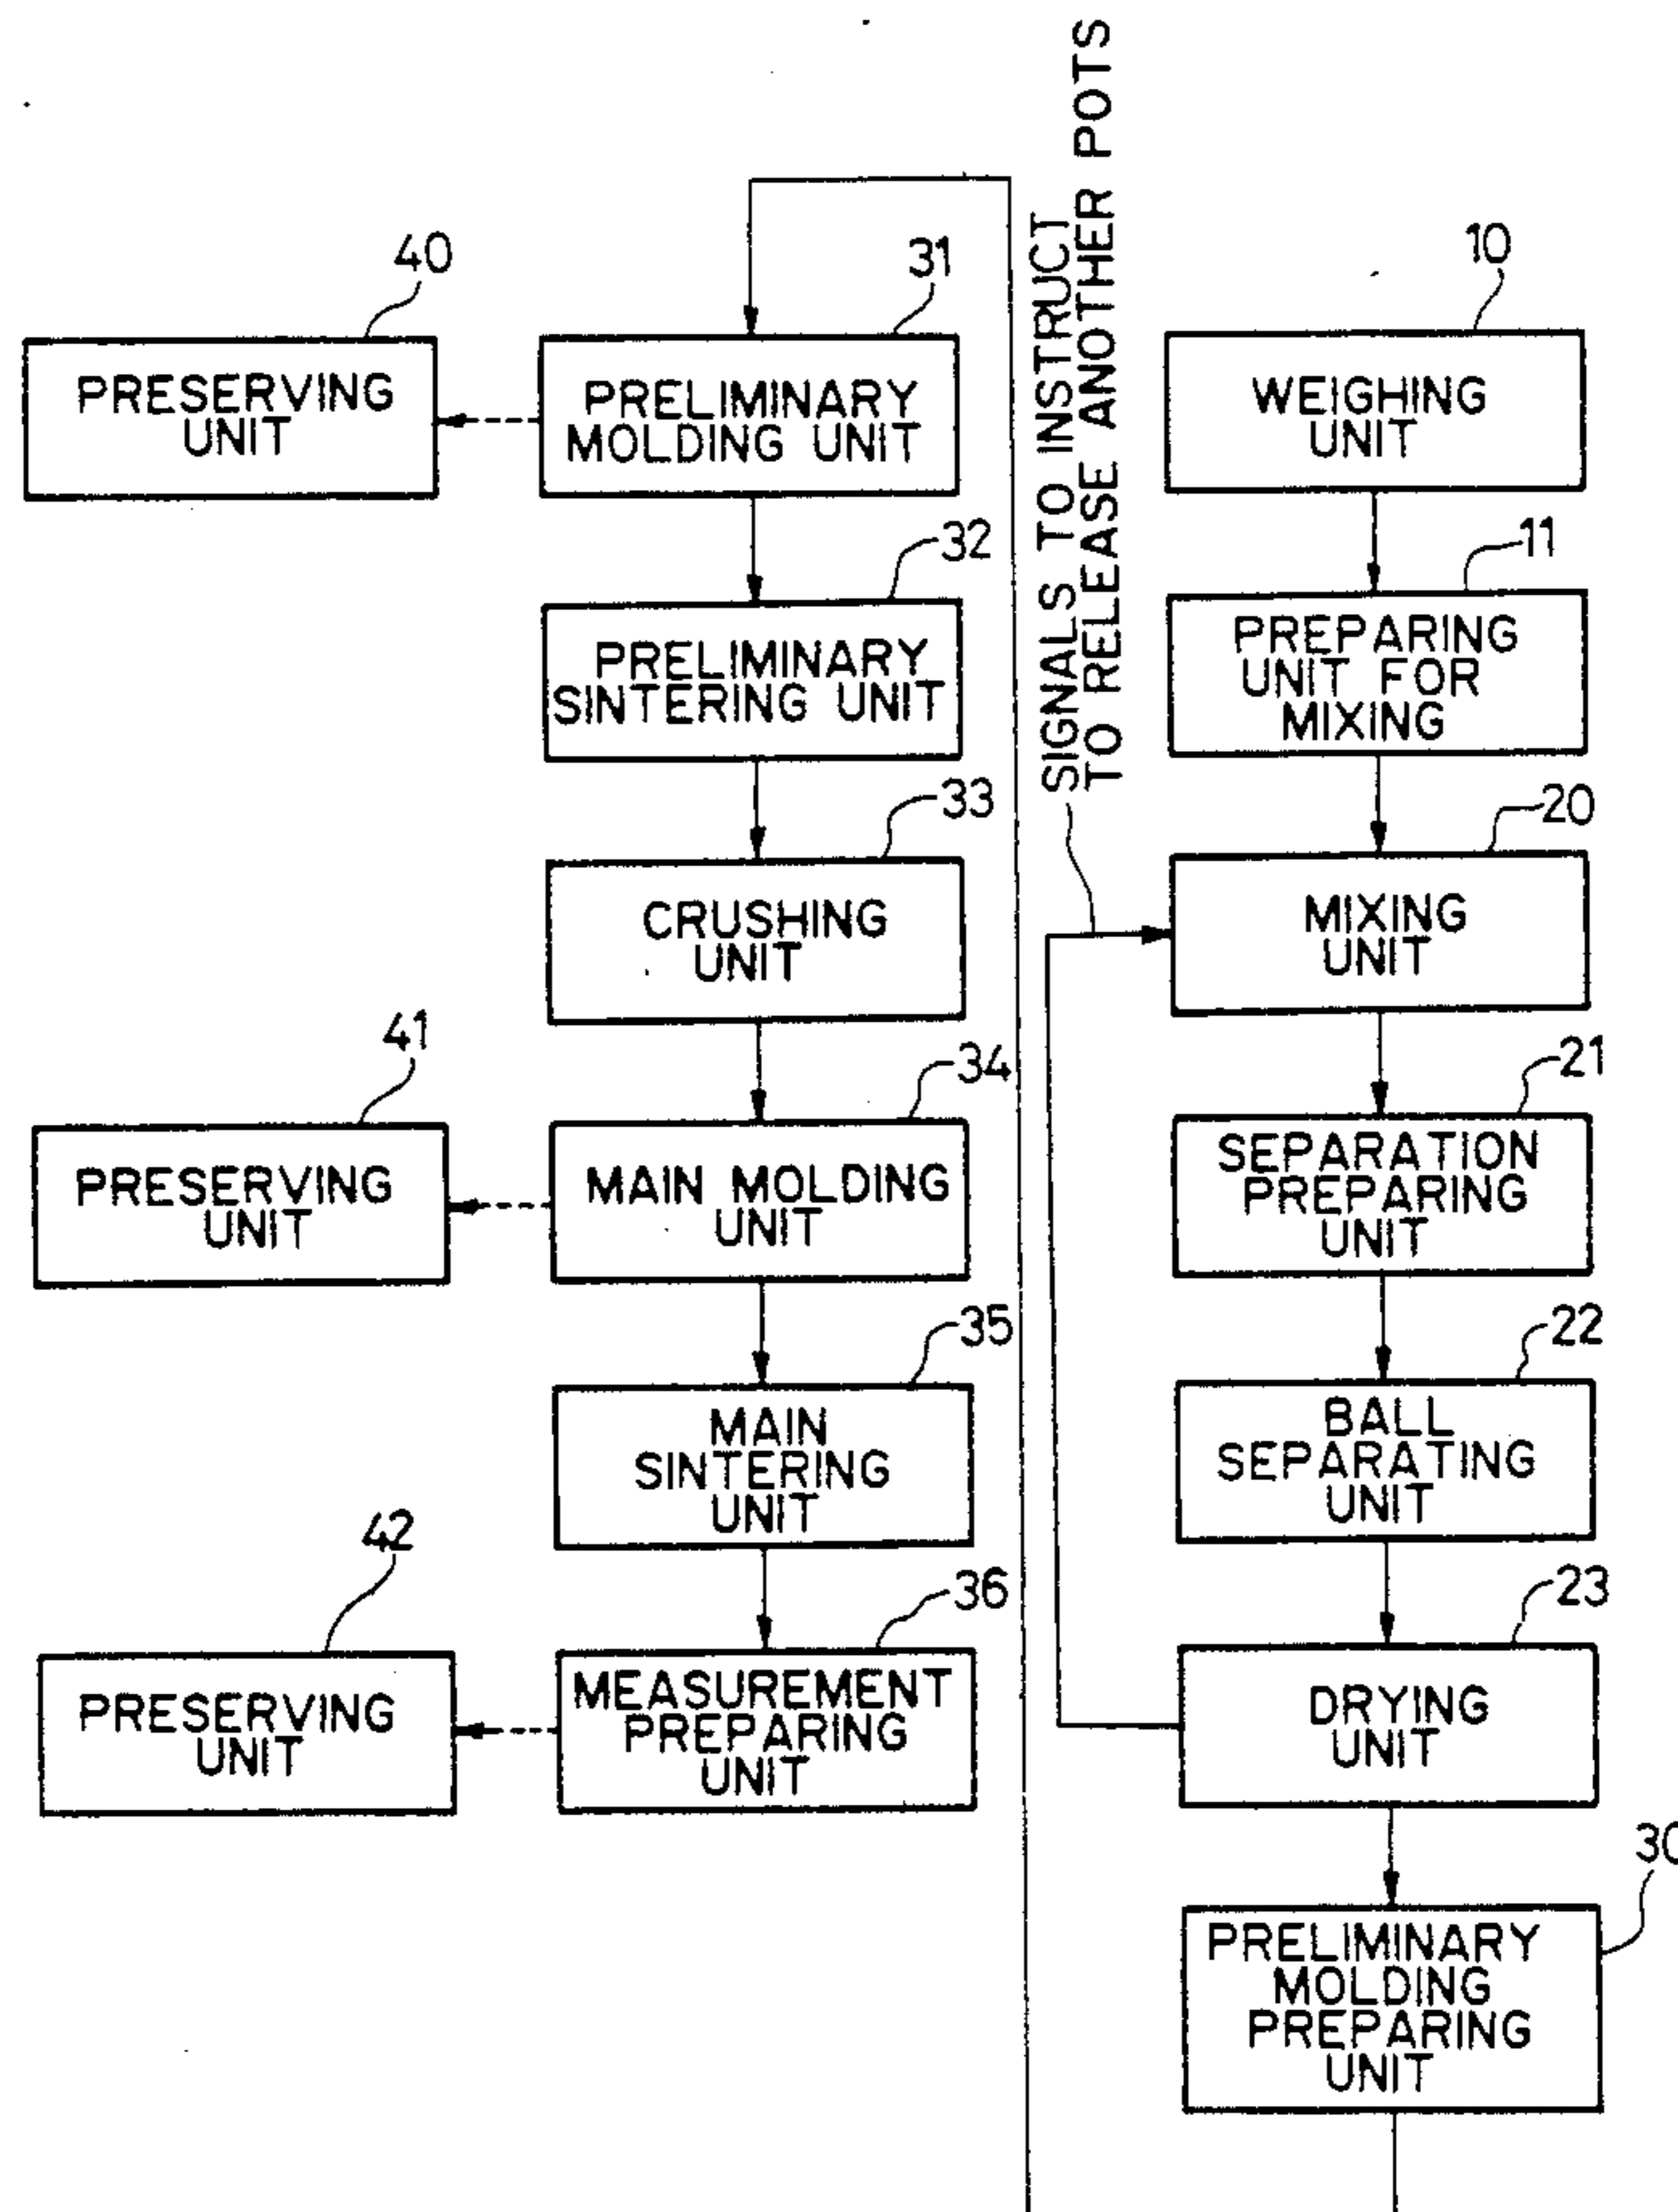 SIGNALS TO INSTRUCT
TO RELEASE ANOTHER POTS
10
WEIGHING
UNIT
11
PREPARING
UNIT FOR
MIXING
20
MIXING
UNIT
21
SEPARATION
PREPARING
UNIT
22
BALL
SEPARATING
UNIT
23
DRYING
UNIT
30
PRELIMINARY
MOLDING
PREPARING
UNIT
31
PRELIMINARY
MOLDING UNIT
40
PRESERVING
UNIT
32
PRELIMINARY
SINTERING UNIT
33
CRUSHING
UNIT
34
MAIN MOLDING
UNIT
41
PRESERVING
UNIT
35
MAIN
SINTERING
UNIT
36
MEASUREMENT
PREPARING
UNIT
42
PRESERVING
UNIT